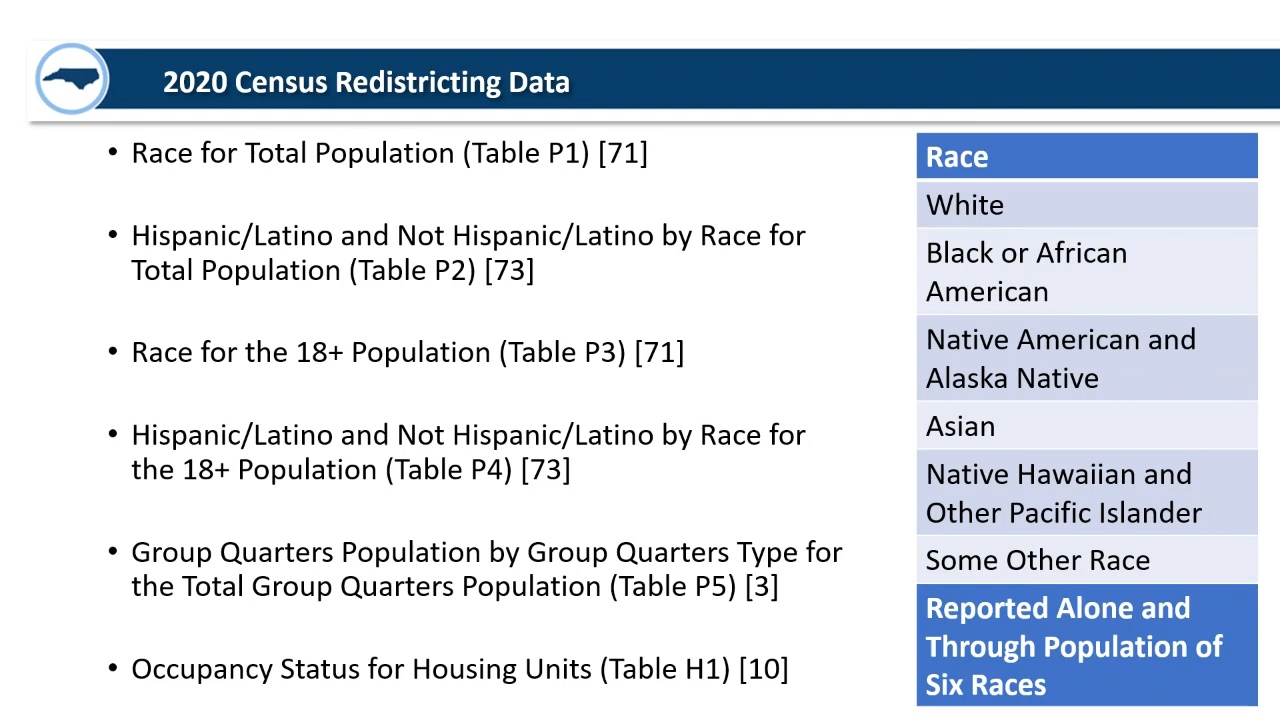 2020 Census Redistricting Data
• Race for Total Population (Table P1) [71]
• Hispanic/Latino and Not Hispanic/Latino by Race for
Total Population (Table P2) [73]
• Race for the 18+ Population (Table P3) [71]
• Hispanic/Latino and Not Hispanic/Latino by Race for
the 18+ Population (Table P4) [73]
• Group Quarters Population by Group Quarters Type for
the Total Group Quarters Population (Table P5) [3]
• Occupancy Status for Housing Units (Table H1) [10]
Race
White
Black or African
American
Native American and
Alaska Native
Asian
Native Hawaiian and
Other Pacific Islander
Some Other Race
Reported Alone and
Through Population of
Six Races